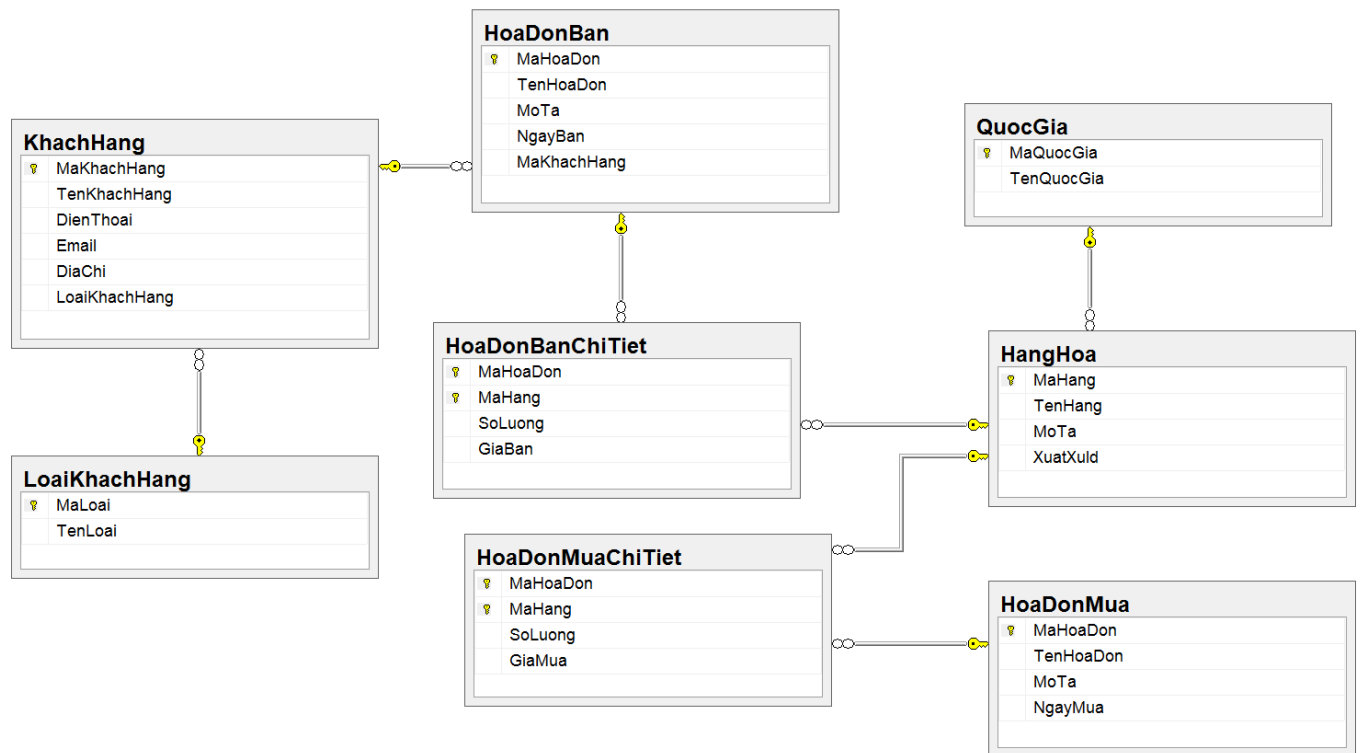 HoaDonBan
MaHoaDon
TenHoaDon
MoTa
NgayBan
MaKhachHang
KhachHang
MaKhachHang
TenKhachHang
DienThoai
Email
DiaChi
LoaiKhachHang
QuocGia
MaQuocGia
TenQuocGia
HoaDonBanChiTiet
MaHoaDon
MaHang
SoLuong
GiaBan
HangHoa
MaHang
TenHang
MoTa
XuatXuId
LoaiKhachHang
MaLoai
TenLoai
HoaDonMuaChiTiet
MaHoaDon
MaHang
SoLuong
GiaMua
HoaDonMua
MaHoaDon
TenHoaDon
MoTa
NgayMua